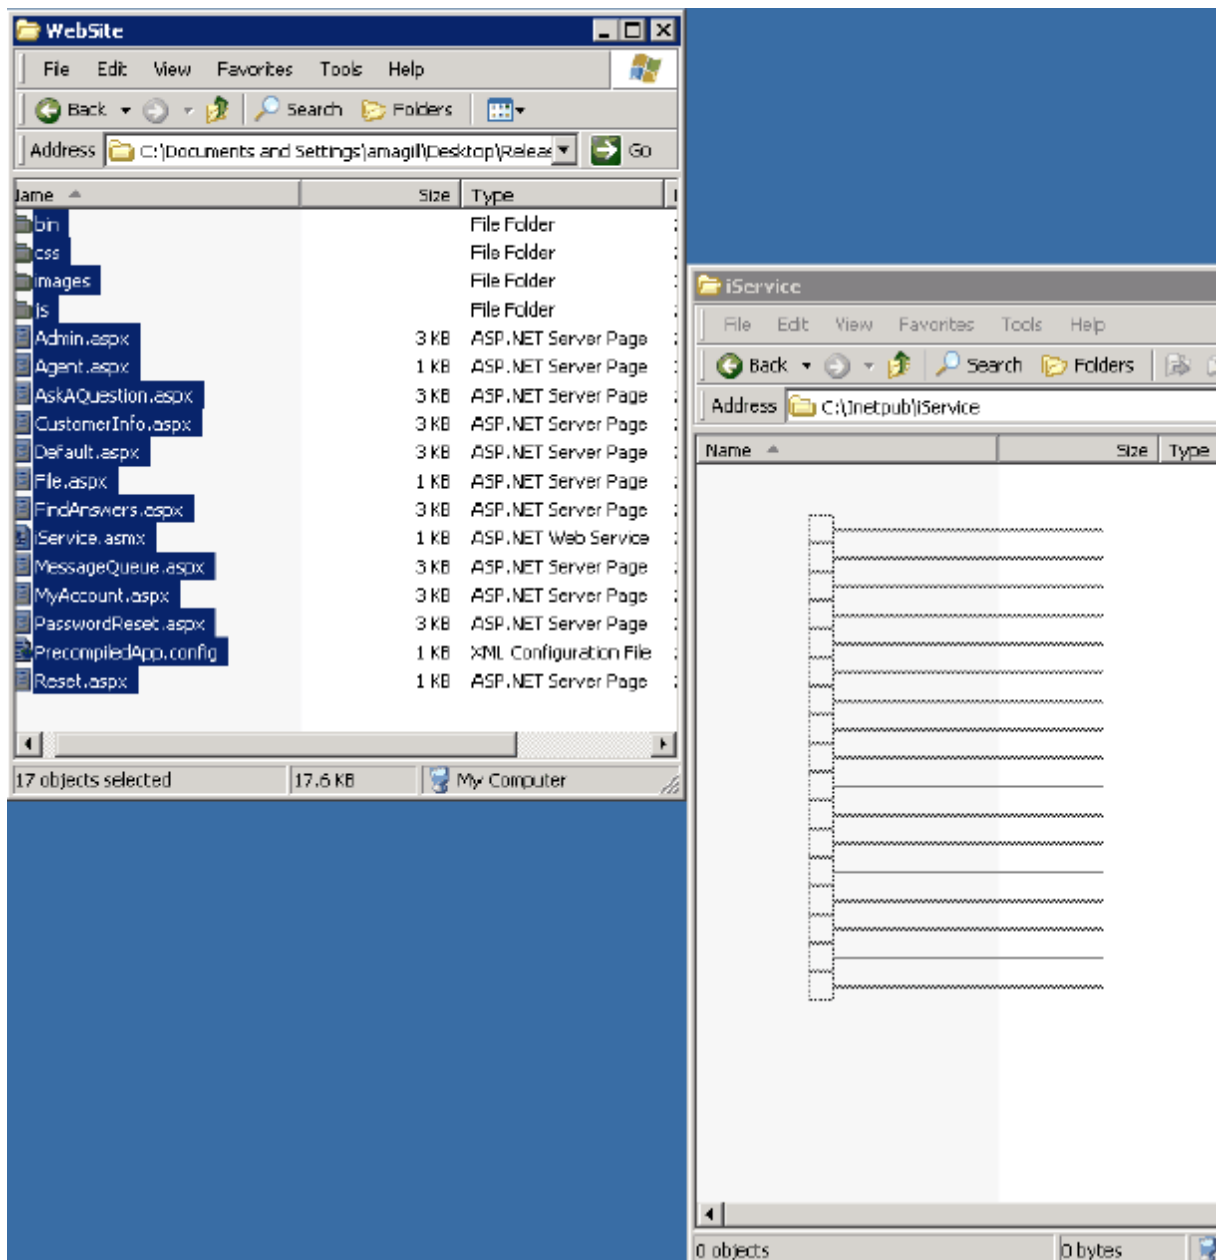 WebSite
File Edit View Favorites Tools Help
Back Search Folders
Address C:\Documents and Settings\amagill\Desktop\Releas Go
Name Size Type
bin File Folder
css File Folder
images File Folder
js File Folder
Admin.aspx 3 KB ASP.NET Server Page
Agent.aspx 1 KB ASP.NET Server Page
AskAQuestion.aspx 3 KB ASP.NET Server Page
CustomerInfo.aspx 3 KB ASP.NET Server Page
Default.aspx 3 KB ASP.NET Server Page
File.aspx 1 KB ASP.NET Server Page
FindAnswers.aspx 3 KB ASP.NET Server Page
iService.asmx 1 KB ASP.NET Web Service
MessageQueue.aspx 3 KB ASP.NET Server Page
MyAccount.aspx 3 KB ASP.NET Server Page
PasswordReset.aspx 3 KB ASP.NET Server Page
PrecompiledApp.config 1 KB XML Configuration File
Reset.aspx 1 KB ASP.NET Server Page
17 objects selected 17.6 KB My Computer
iService
File Edit View Favorites Tools Help
Back Search Folders
Address C:\Inetpub\iService
Name Size Type
0 objects 0 bytes